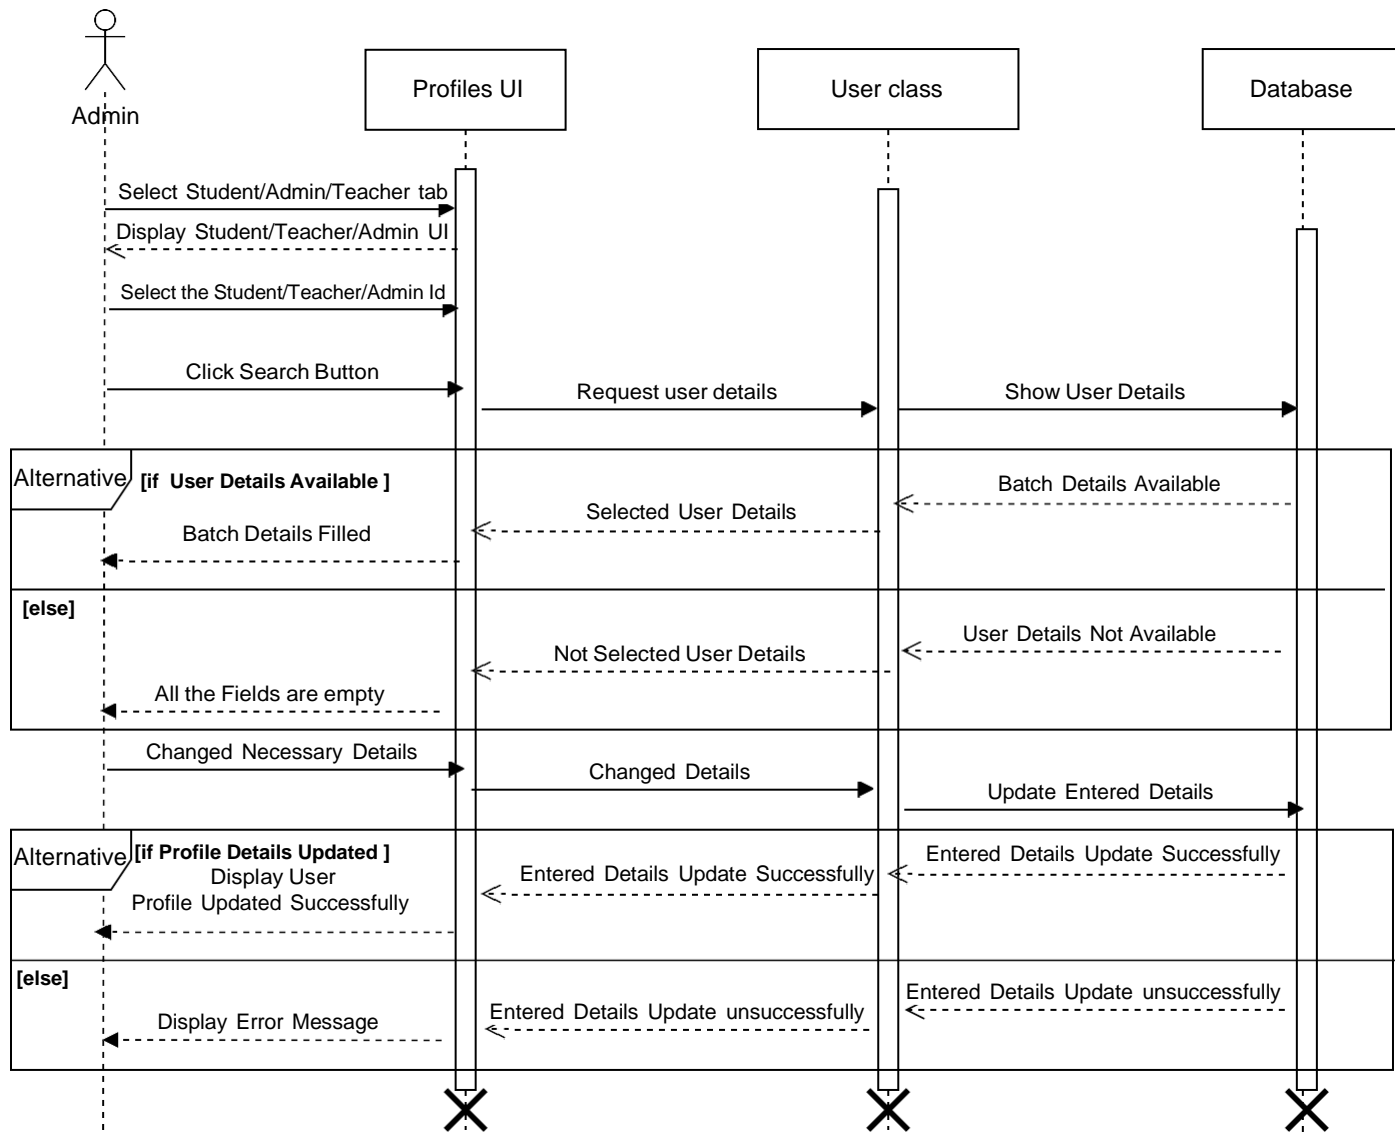 Admin
Profiles UI
User class
Database
Select Student/Admin/Teacher tab
Display Student/Teacher/Admin UI
Select the Student/Teacher/Admin Id
Click Search Button
Request user details
Show User Details
Alternative
[if User Details Available ]
Batch Details Available
Selected User Details
Batch Details Filled
[else]
User Details Not Available
Not Selected User Details
All the Fields are empty
Changed Necessary Details
Changed Details
Update Entered Details
Alternative
[if Profile Details Updated ]
Entered Details Update Successfully
Entered Details Update Successfully
Display User
Profile Updated Successfully
[else]
Entered Details Update unsuccessfully
Entered Details Update unsuccessfully
Display Error Message